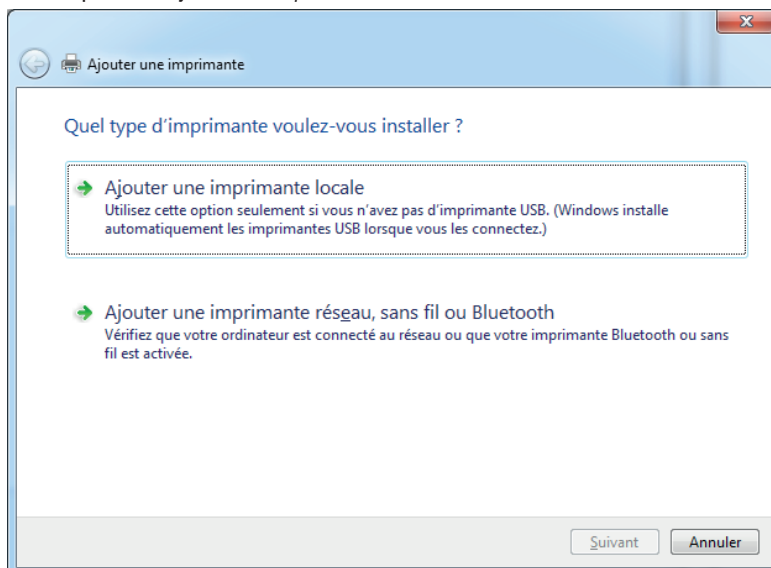 Ajouter une imprimante
Quel type d'imprimante voulez-vous installer ?
Ajouter une imprimante locale
Utilisez cette option seulement si vous n'avez pas d'imprimante USB. (Windows installe
automatiquement les imprimantes USB lorsque vous les connectez.)
Ajouter une imprimante réseau, sans fil ou Bluetooth
Vérifiez que votre ordinateur est connecté au réseau ou que votre imprimante Bluetooth ou sans
fil est activée.
Suivant
Annuler